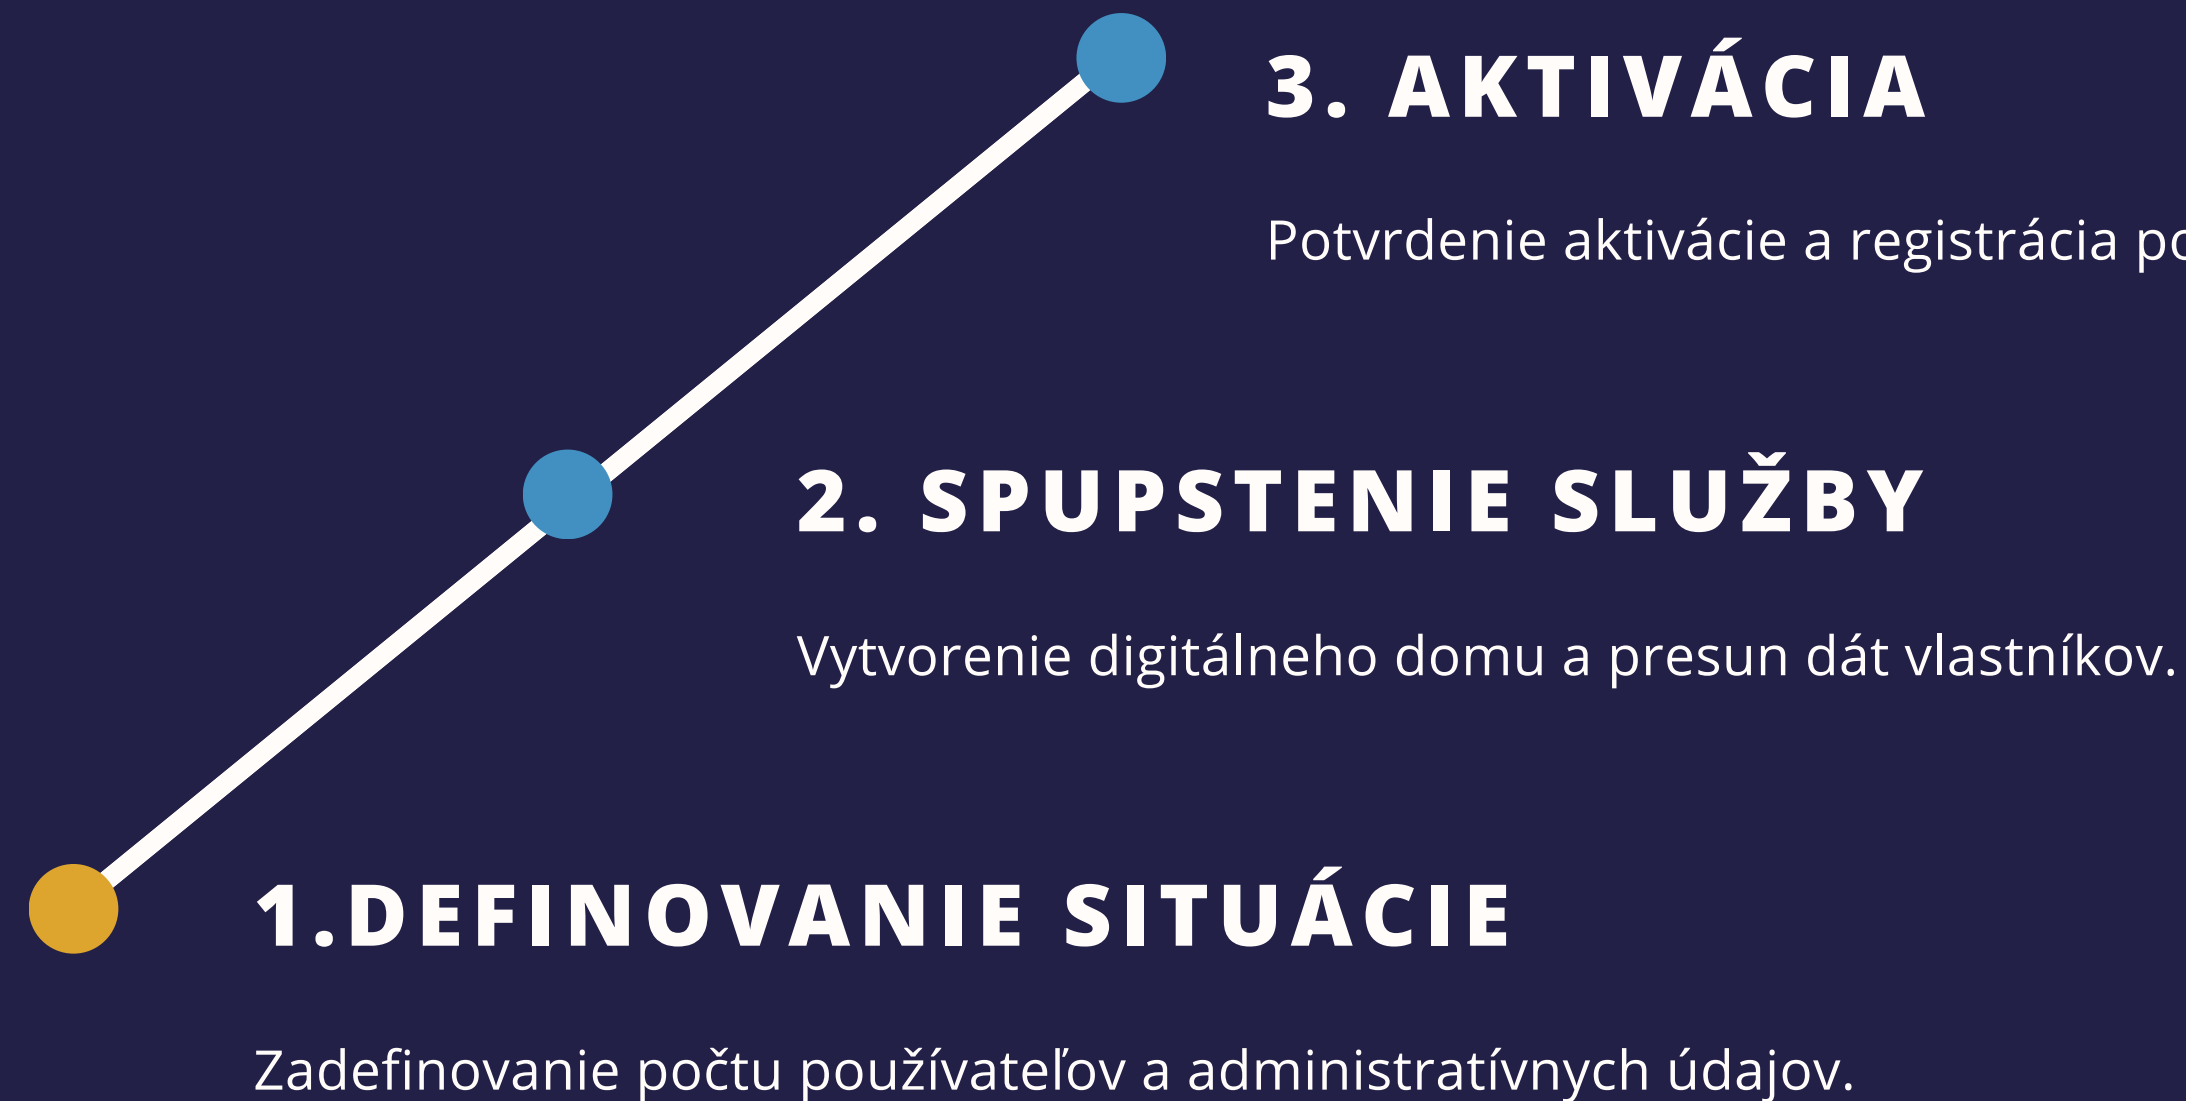 3. AKTIVÁCIA
Potvrdenie aktivácie a registrácia
2. SPUPSTENIE SLUŽBY
Vytvorenie digitálneho domu a presun dát vlastníkov.
1.DEFINOVANIE SITUÁCIE
Zadefinovanie počtu používateľov a administratívnych údajov.